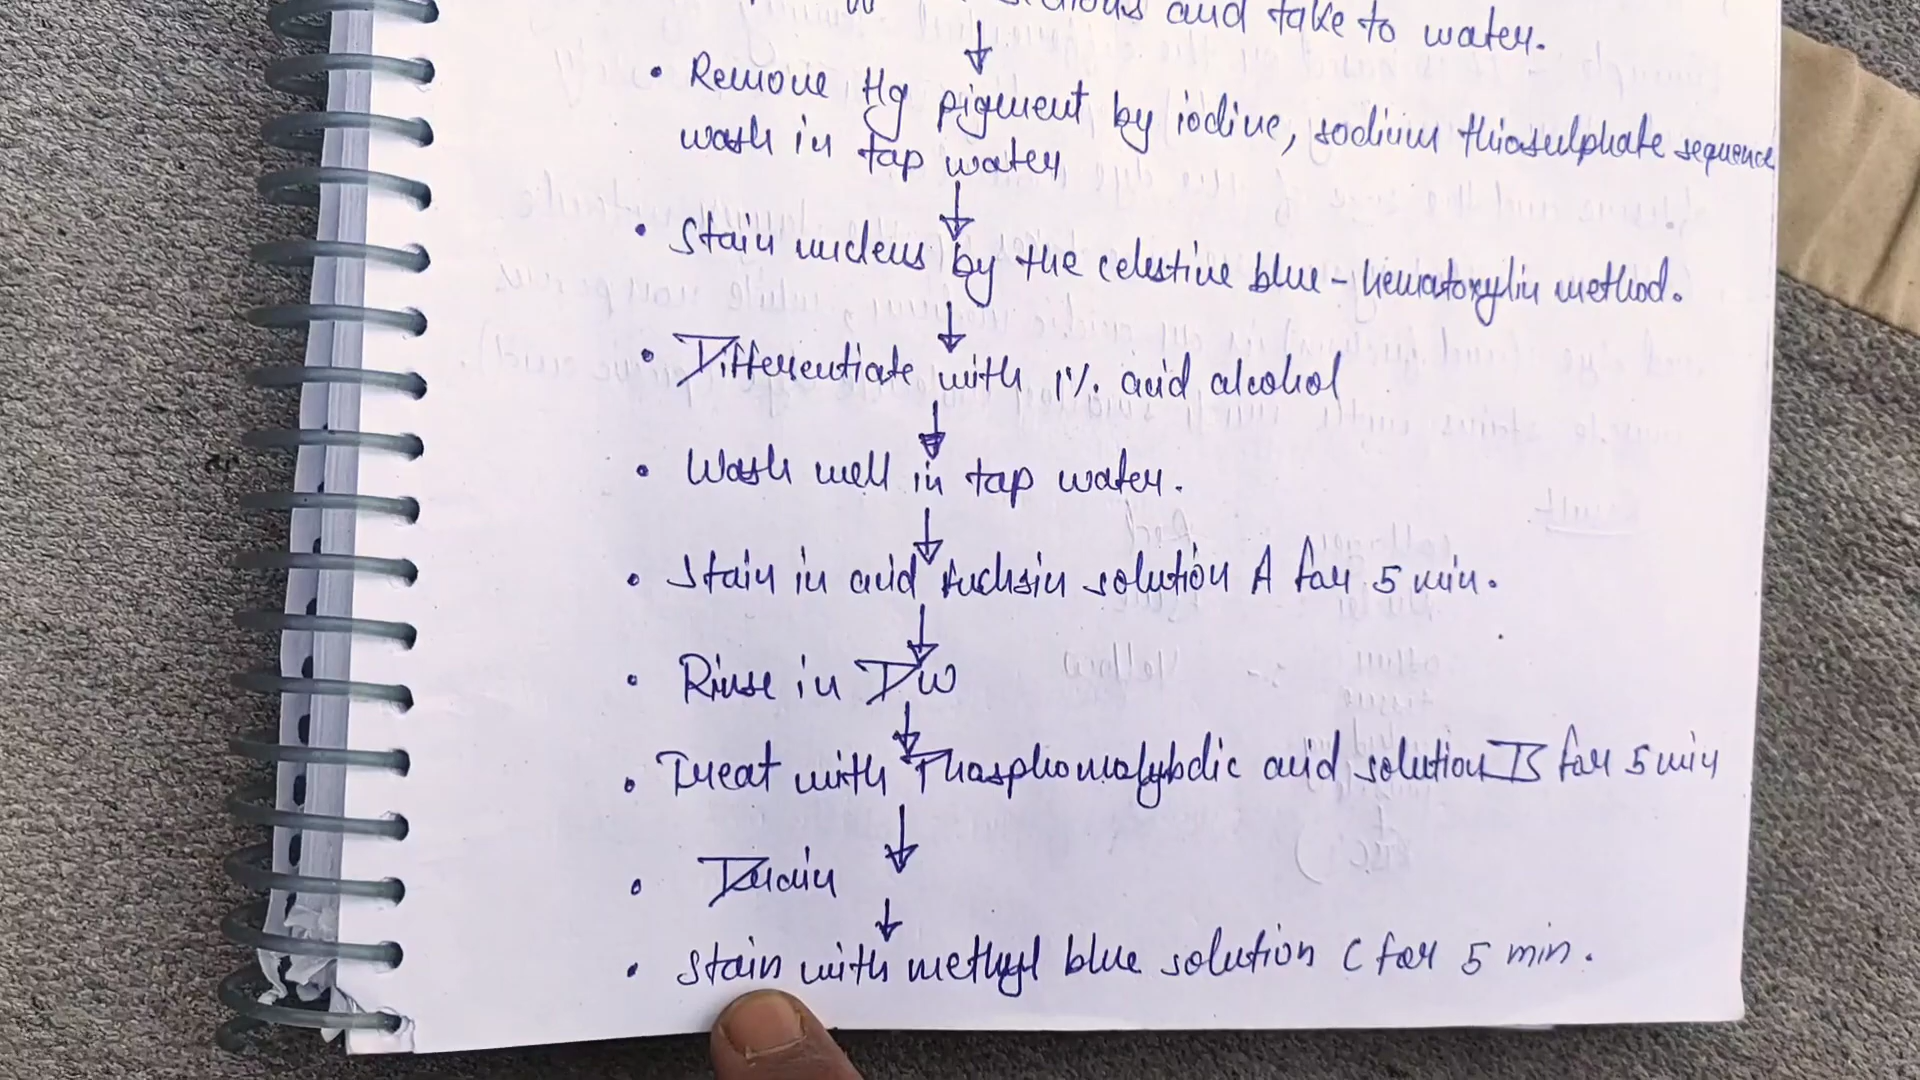 and take to water.
↓
• Remove Hg pigment by iodine, sodium thiosulphate sequence
wash in tap water
↓
• Stain nucleus by the celestine blue - hematoxylin method.
↓
• Differentiate with 1% acid alcohol
↓
• Wash well in tap water.
↓
• Stain in acid fuchsin solution A for 5 min.
↓
• Rinse in DW
↓
• Treat with Phosphomolybdic acid solution B for 5 min
↓
• Drain
↓
• Stain with methyl blue solution C for 5 min.